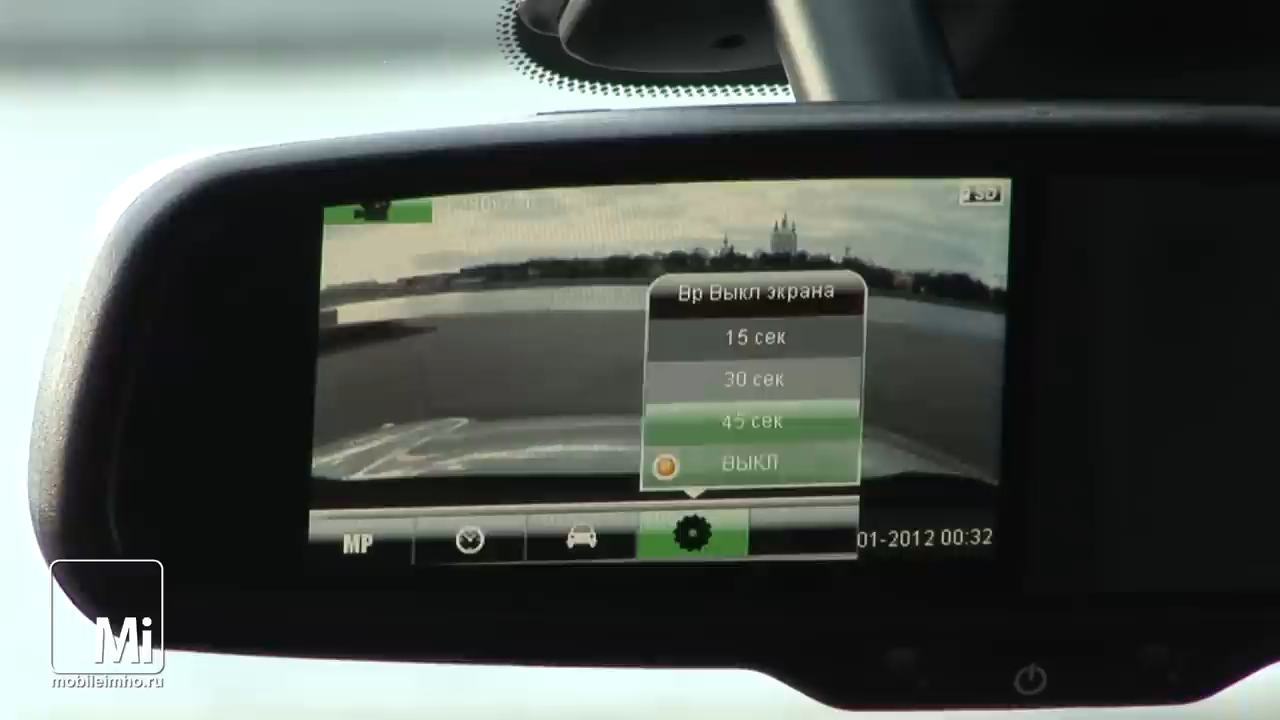 SD
Вр Выкл экрана
15 сек
30 сек
45 сек
ВЫКЛ
MP
01-2012 00:32
Mi
mobileimho.ru